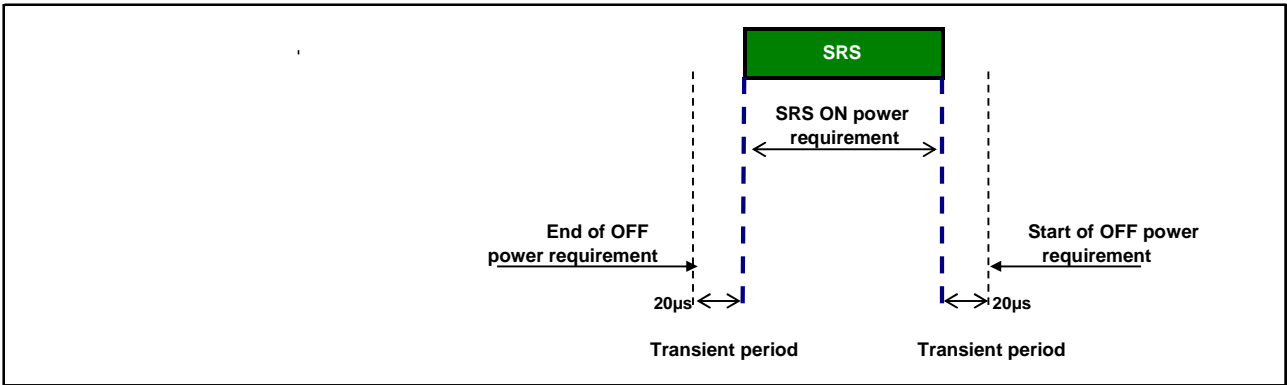 SRS
SRS ON power
requirement
End of OFF
power requirement
Start of OFF power
requirement
20µs
20µs
Transient period
Transient period